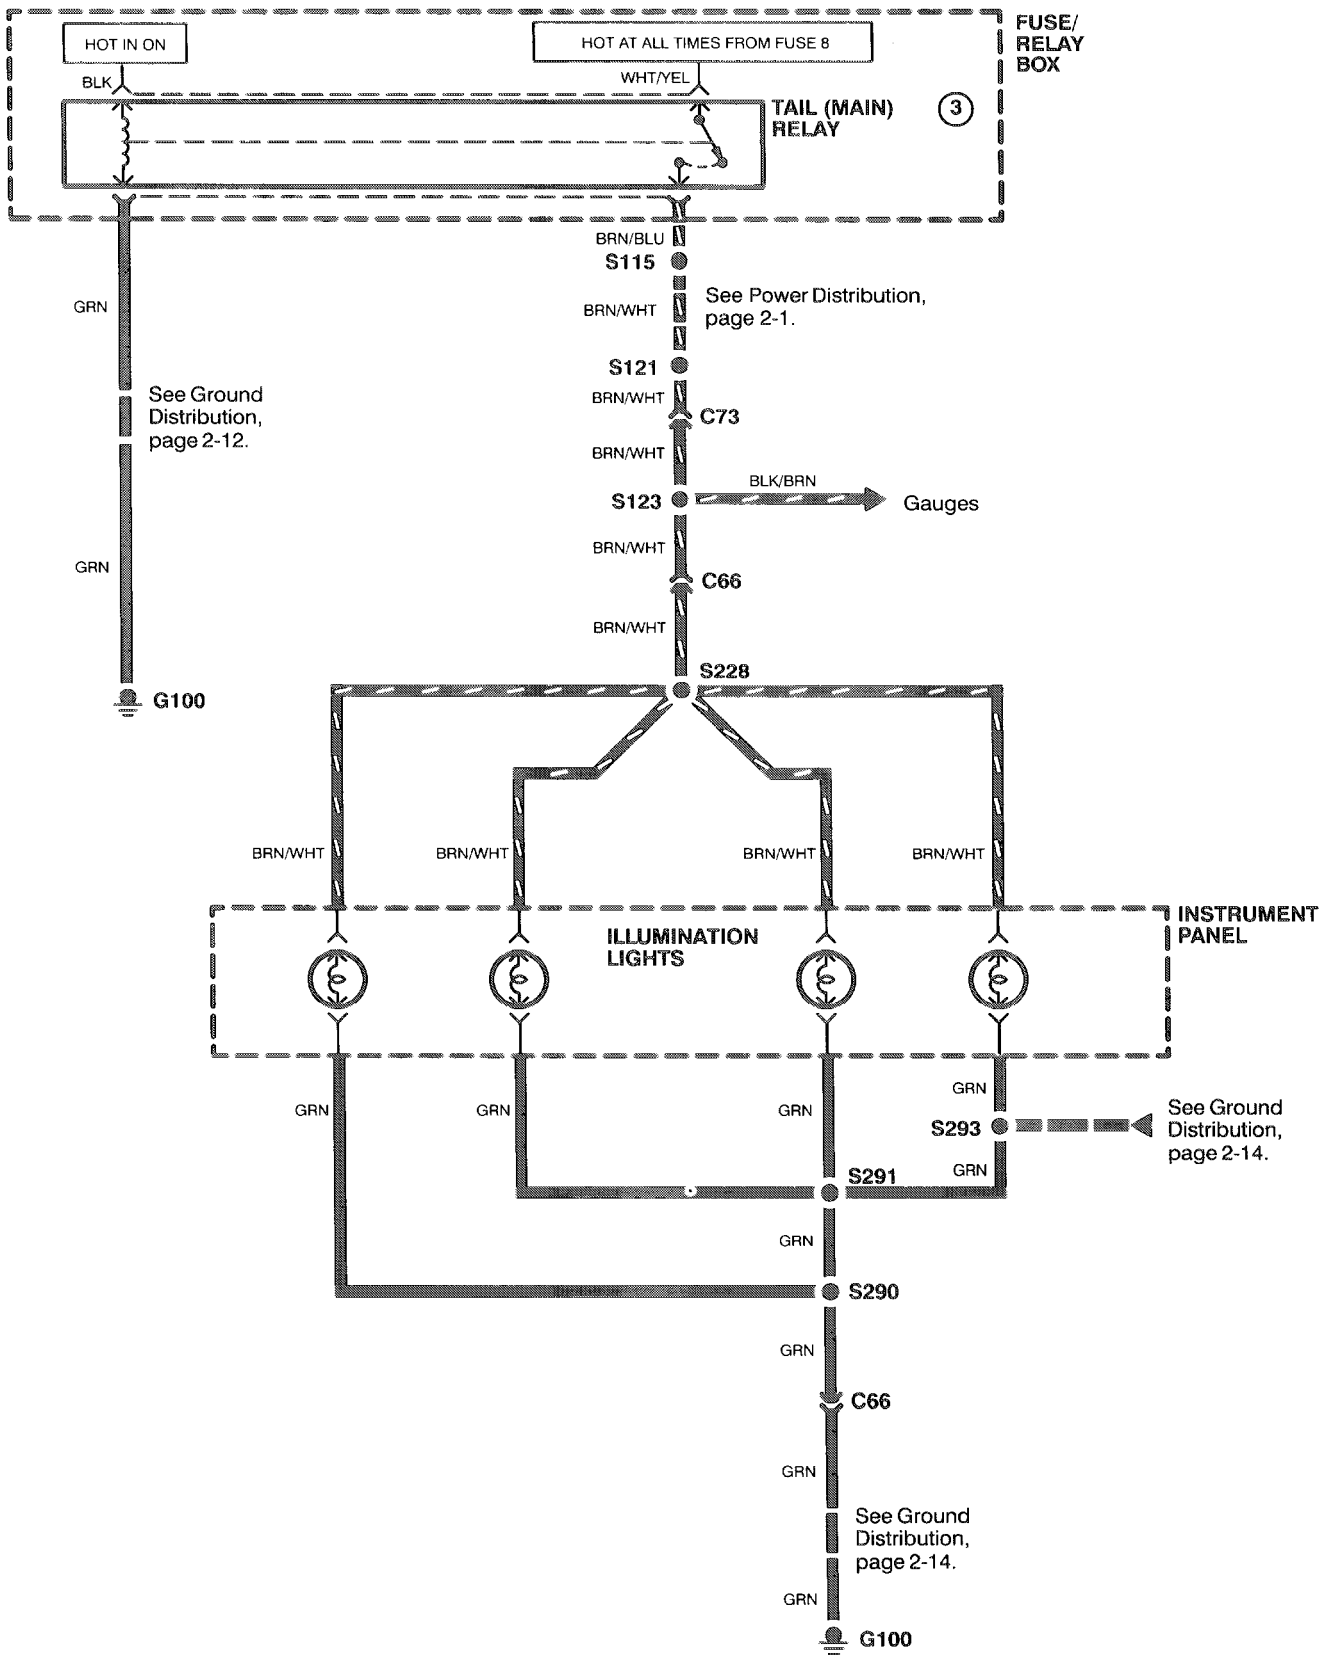 FUSE/
RELAY
BOX
HOT IN ON
HOT AT ALL TIMES FROM FUSE 8
BLK
WHT/YEL
TAIL (MAIN)
RELAY
3
BRN/BLU
S115
GRN
BRN/WHT
See Power Distribution,
page 2-1.
S121
See Ground
Distribution,
page 2-12.
BRN/WHT
C73
BRN/WHT
S123
BLK/BRN
Gauges
BRN/WHT
GRN
C66
BRN/WHT
S228
G100
BRN/WHT
BRN/WHT
BRN/WHT
BRN/WHT
INSTRUMENT
PANEL
ILLUMINATION
LIGHTS
GRN
GRN
GRN
GRN
S293
See Ground
Distribution,
page 2-14.
GRN
S291
GRN
S290
GRN
C66
GRN
See Ground
Distribution,
page 2-14.
GRN
G100